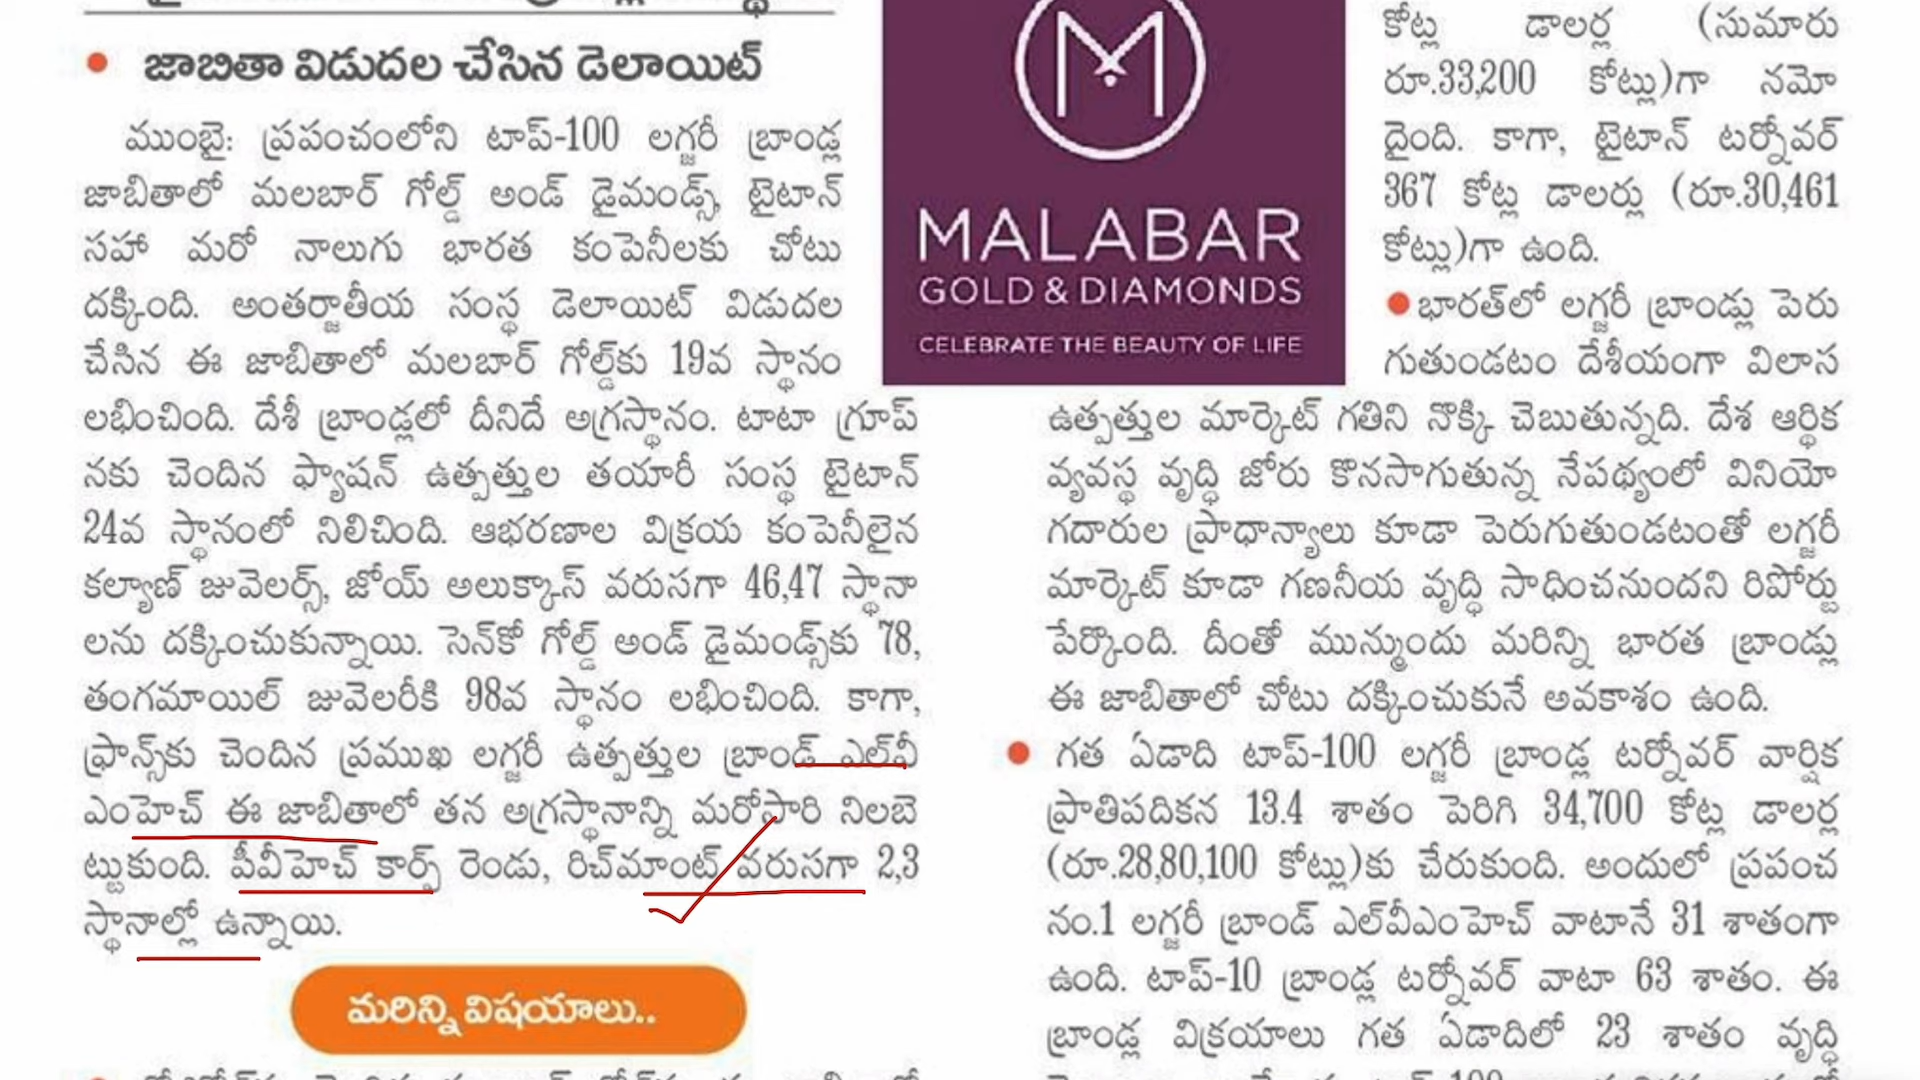 జాబితా విడుదల చేసిన డెలాయిట్
ముంబై: ప్రపంచంలోని టాప్-100 లగ్జరీ బ్రాండ్ల
జాబితాలో మలబార్ గోల్డ్ అండ్ డైమండ్స్, టైటాన్
సహా మరో నాలుగు భారత కంపెనీలకు చోటు
దక్కింది. అంతర్జాతీయ సంస్థ డెలాయిట్ విడుదల
చేసిన ఈ జాబితాలో మలబార్ గోల్డ్‌కు 19వ స్థానం
లభించింది. దేశీ బ్రాండ్లలో దీనిదే అగ్రస్థానం. టాటా గ్రూప్
నకు చెందిన ఫ్యాషన్ ఉత్పత్తుల తయారీ సంస్థ టైటాన్
24వ స్థానంలో నిలిచింది. ఆభరణాల విక్రయ కంపెనీలైన
కల్యాణ్ జువెలర్స్, జోయ్ అలుక్కాస్ వరుసగా 46,47 స్థానా
లను దక్కించుకున్నాయి. సెన్‌కో గోల్డ్ అండ్ డైమండ్స్‌కు 78,
తంగమాయిల్ జువెలరీకి 98వ స్థానం లభించింది. కాగా,
ఫ్రాన్స్‌కు చెందిన ప్రముఖ లగ్జరీ ఉత్పత్తుల బ్రాండ్ ఎల్‌వీ
ఎంహెచ్ ఈ జాబితాలో తన అగ్రస్థానాన్ని మరోసారి నిలబె
ట్టుకుంది. పీవీహెచ్ కార్ప్ రెండు, రిచ్‌మాంట్ వరుసగా 2,3
స్థానాల్లో ఉన్నాయి.
మరిన్ని విషయాలు..
MALABAR
GOLD & DIAMONDS
CELEBRATE THE BEAUTY OF LIFE
కోట్ల డాలర్ల (సుమారు
రూ.33,200 కోట్లు)గా నమో
దైంది. కాగా, టైటాన్ టర్నోవర్
367 కోట్ల డాలర్లు (రూ.30,461
కోట్లు)గా ఉంది.
భారత్‌లో లగ్జరీ బ్రాండ్లు పెరు
గుతుండటం దేశీయంగా విలాస
ఉత్పత్తుల మార్కెట్ గతిని నొక్కి చెబుతున్నది. దేశ ఆర్థిక
వ్యవస్థ వృద్ధి జోరు కొనసాగుతున్న నేపథ్యంలో వినియో
గదారుల ప్రాధాన్యాలు కూడా పెరుగుతుండటంతో లగ్జరీ
మార్కెట్ కూడా గణనీయ వృద్ధి సాధించనుందని రిపోర్టు
పేర్కొంది. దీంతో మున్ముందు మరిన్ని భారత బ్రాండ్లు
ఈ జాబితాలో చోటు దక్కించుకునే అవకాశం ఉంది.
గత ఏడాది టాప్-100 లగ్జరీ బ్రాండ్ల టర్నోవర్ వార్షిక
ప్రాతిపదికన 13.4 శాతం పెరిగి 34,700 కోట్ల డాలర్ల
(రూ.28,80,100 కోట్లు)కు చేరుకుంది. అందులో ప్రపంచ
నం.1 లగ్జరీ బ్రాండ్ ఎల్‌వీఎంహెచ్ వాటానే 31 శాతంగా
ఉంది. టాప్-10 బ్రాండ్ల టర్నోవర్ వాటా 63 శాతం. ఈ
బ్రాండ్ల విక్రయాలు గత ఏడాదిలో 23 శాతం వృద్ధి